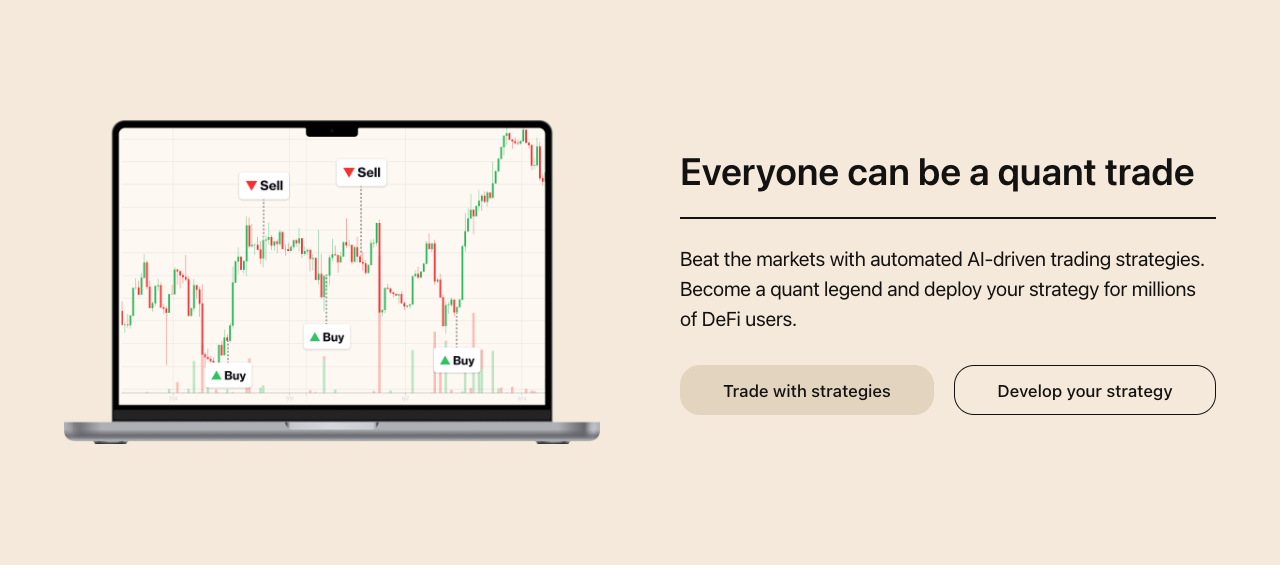 Sell
Sell
Buy
Buy
Buy
Everyone can be a quant trade
Beat the markets with automated AI-driven trading strategies.
Become a quant legend and deploy your strategy for millions
of DeFi users.
Trade with strategies
Develop your strategy